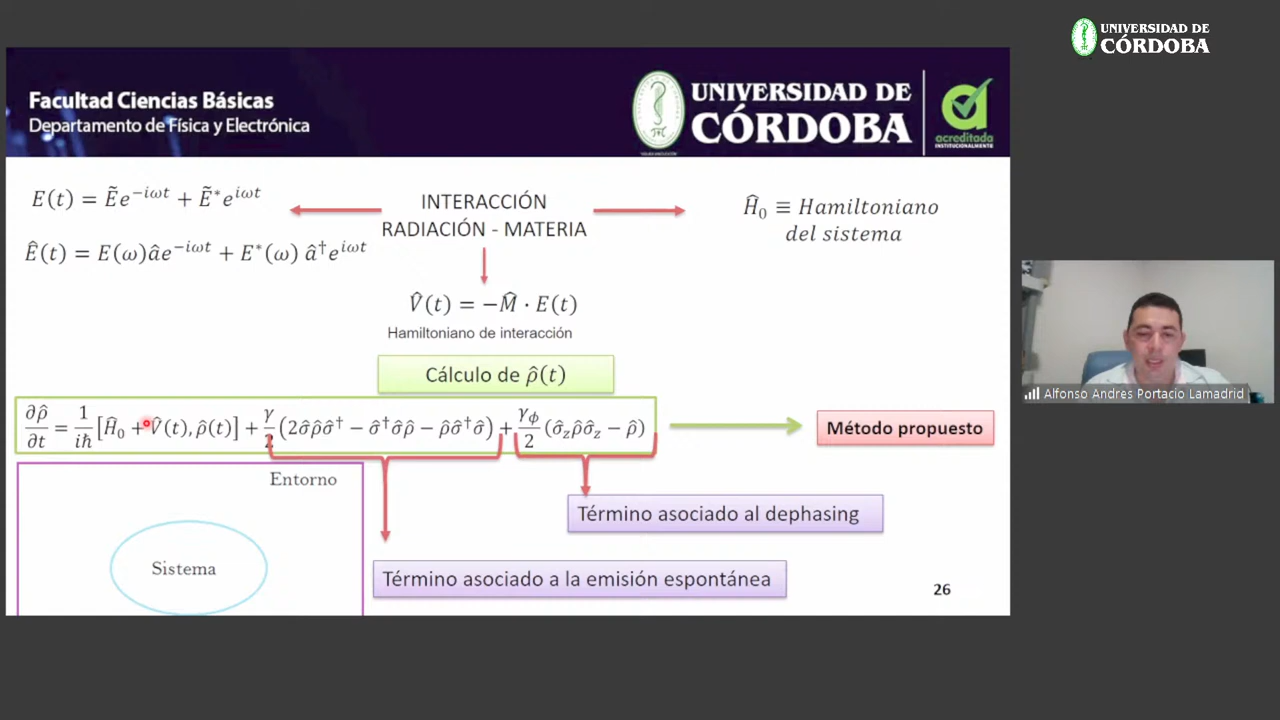 UNIVERSIDAD DE
CÓRDOBA
Facultad Ciencias Básicas
Departamento de Física y Electrónica
UNIVERSIDAD DE
CÓRDOBA
acreditada
INSTITUCIONALMENTE
E(t) = Ẽe^{-iωt} + Ẽ*e^{iωt}
Ê(t) = E(ω)âe^{-iωt} + E*(ω) â†e^{iωt}
INTERACCIÓN
RADIACIÓN - MATERIA
Ĥ₀ ≡ Hamiltoniano
del sistema
V̂(t) = −M̂ · E(t)
Hamiltoniano de interacción
Cálculo de ρ̂(t)
∂ρ̂/∂t = 1/iħ [Ĥ₀ + V̂(t), ρ̂(t)] + γ/2 (2σ̂ρ̂σ̂† − σ̂†σ̂ρ̂ − ρ̂σ̂†σ̂) + γ_ϕ/2 (σ̂_zρ̂σ̂_z − ρ̂)
Método propuesto
Entorno
Sistema
Término asociado al dephasing
Término asociado a la emisión espontánea
26
Alfonso Andres Portacio Lamadrid